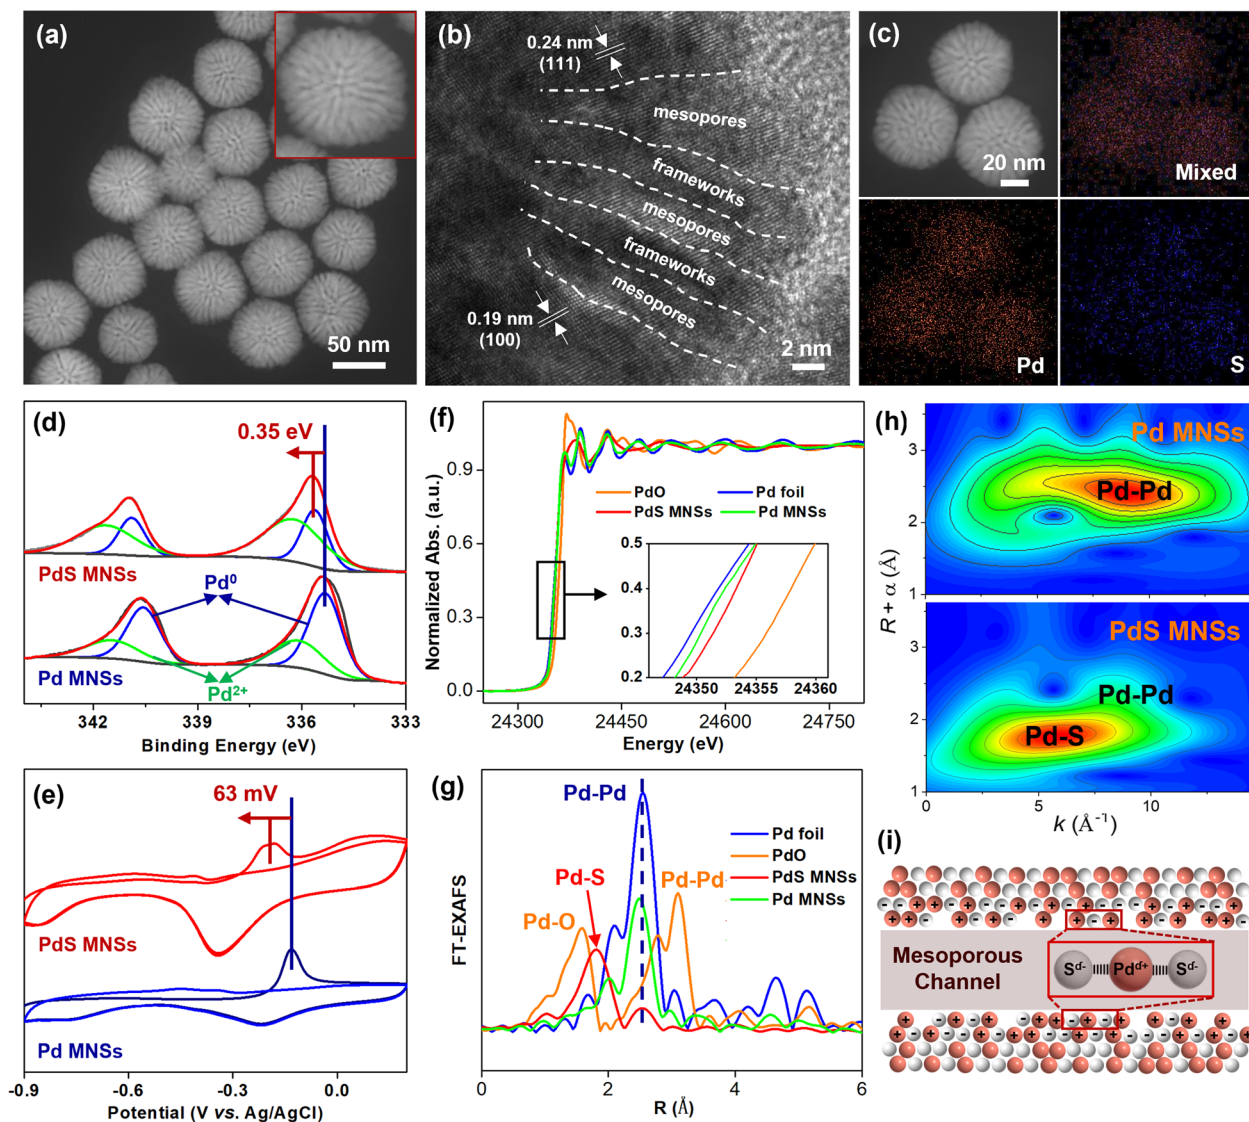 (a)
50 nm
(b)
0.24 nm
(111)
mesopores
frameworks
mesopores
frameworks
mesopores
0.19 nm
(100)
2 nm
(c)
20 nm
Mixed
Pd
S
(d)
0.35 eV
PdS MNSs
Pd⁰
Pd MNSs
Pd²⁺
342
339
336
333
Binding Energy (eV)
(e)
63 mV
PdS MNSs
Pd MNSs
-0.9
-0.6
-0.3
0.0
Potential (V vs. Ag/AgCl)
(f)
Normalized Abs. (a.u.)
0.9
0.6
0.3
0.0
PdO
Pd foil
PdS MNSs
Pd MNSs
0.5
0.4
0.3
0.2
24350
24355
24360
24300
24450
24600
24750
Energy (eV)
(g)
FT-EXAFS
Pd-Pd
Pd-S
Pd-O
Pd-Pd
Pd foil
PdO
PdS MNSs
Pd MNSs
0
2
4
6
R (Å)
(h)
Pd MNSs
Pd-Pd
3
2
1
R + α (Å)
PdS MNSs
Pd-Pd
Pd-S
3
2
1
0
5
10
k (Å⁻¹)
(i)
Mesoporous
Channel
S^d- Pd^d+ S^d-